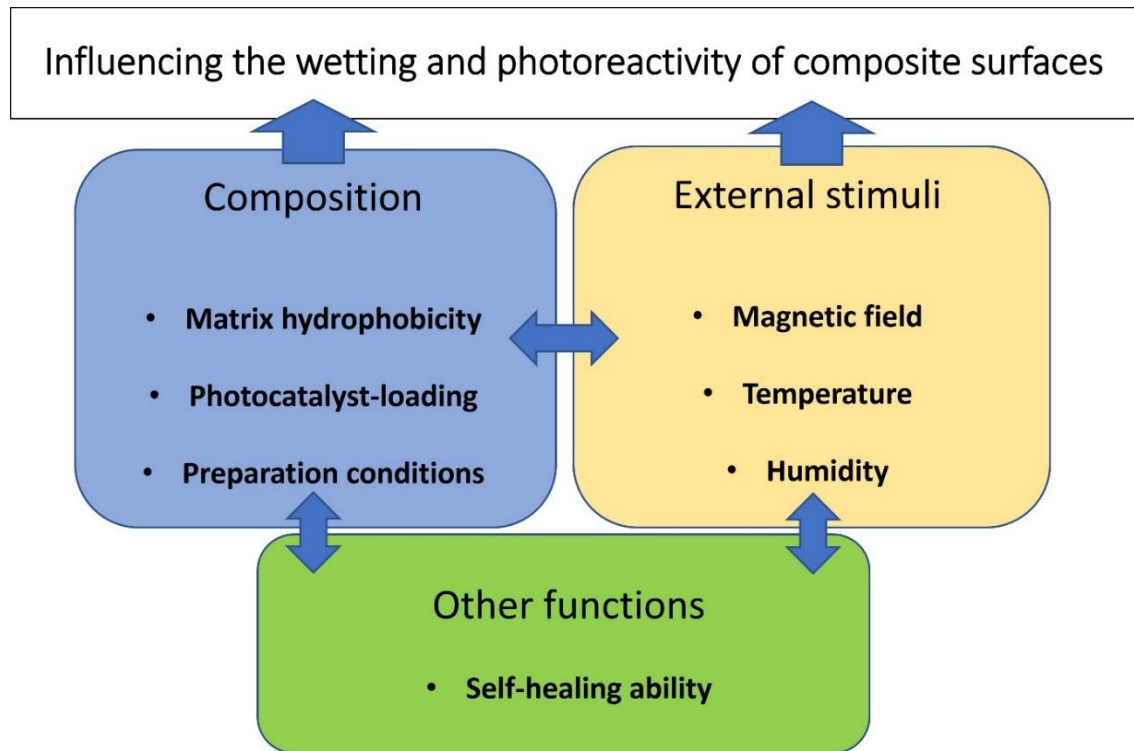 Influencing the wetting and photoreactivity of composite surfaces
Composition
• Matrix hydrophobicity
• Photocatalyst-loading
• Preparation conditions
External stimuli
• Magnetic field
• Temperature
• Humidity
Other functions
• Self-healing ability